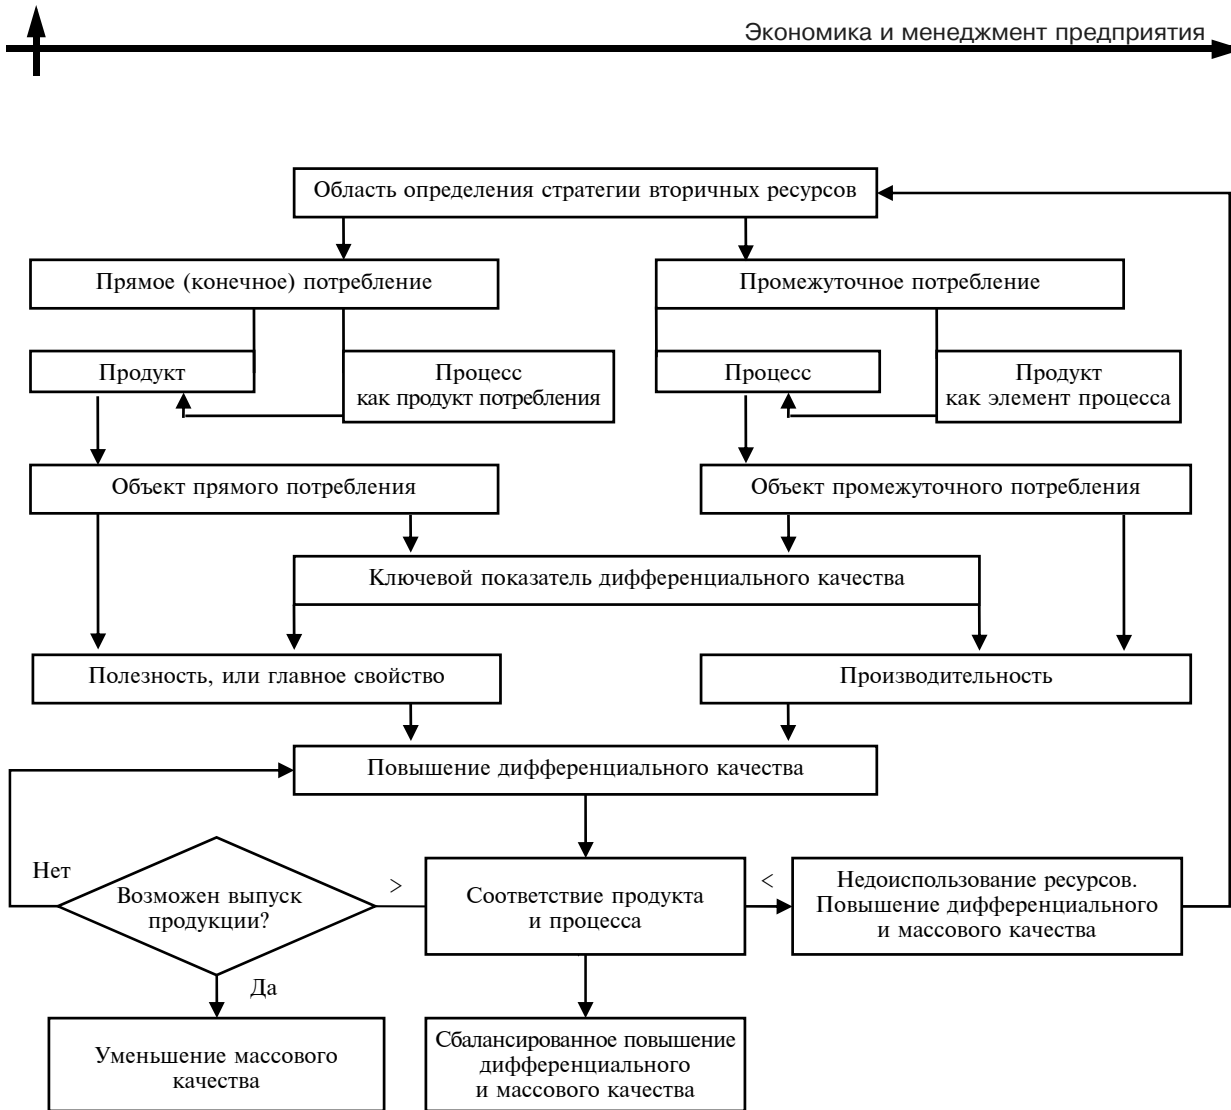 Экономика и менеджмент предприятия
Область определения стратегии вторичных ресурсов
Прямое (конечное) потребление
Промежуточное потребление
Продукт
Процесс
как продукт потребления
Процесс
Продукт
как элемент процесса
Объект прямого потребления
Объект промежуточного потребления
Ключевой показатель дифференциального качества
Полезность, или главное свойство
Производительность
Повышение дифференциального качества
Нет
Возможен выпуск
продукции?
>
Соответствие продукта
и процесса
<
Недоиспользование ресурсов.
Повышение дифференциального
и массового качества
Да
Уменьшение массового
качества
Сбалансированное повышение
дифференциального
и массового качества